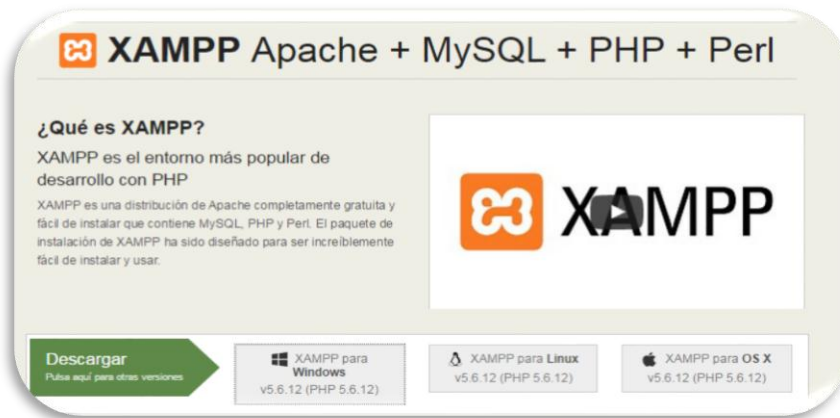 XAMPP Apache + MySQL + PHP + Perl
¿Qué es XAMPP?
XAMPP es el entorno más popular de
desarrollo con PHP
XAMPP es una distribución de Apache completamente gratuita y
fácil de instalar que contiene MySQL, PHP y Perl. El paquete de
instalación de XAMPP ha sido diseñado para ser increíblemente
fácil de instalar y usar.
XAMPP
Descargar
Pulsa aquí para otras versiones
XAMPP para
Windows
v5.6.12 (PHP 5.6.12)
XAMPP para Linux
v5.6.12 (PHP 5.6.12)
XAMPP para OS X
v5.6.12 (PHP 5.6.12)